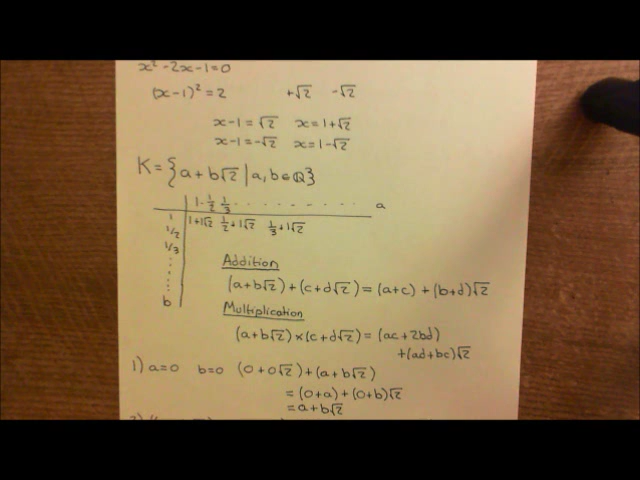 x² - 2x - 1 = 0
(x-1)² = 2   +√2   -√2
x-1 = √2   x = 1+√2
x-1 = -√2   x = 1-√2
K = {a + b√2 | a, b ∈ ℚ}
1 - 1/2 1/3 · · · · · · · · · · a
1   1+1√2   1/2+1√2   1/3+1√2
1/2
1/3
b
Addition
(a+b√2) + (c+d√2) = (a+c) + (b+d)√2
Multiplication
(a+b√2) × (c+d√2) = (ac+2bd)
+(ad+bc)√2
1) a=0   b=0   (0+0√2) + (a+b√2)
= (0+a) + (0+b)√2
= a+b√2